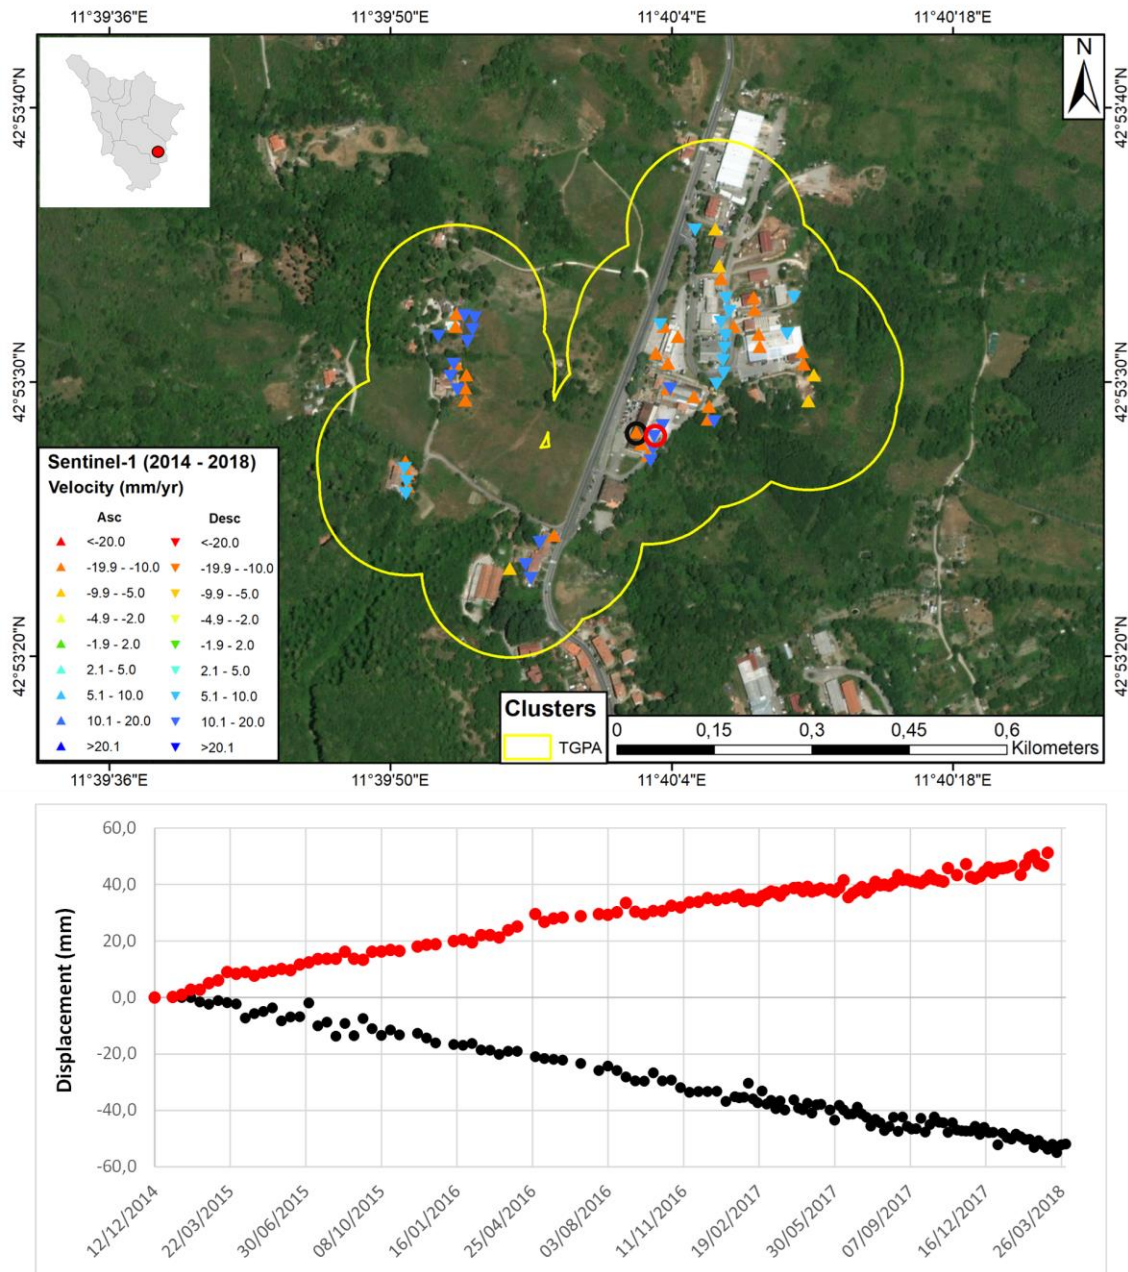 11°39'36"E 11°39'50"E 11°40'4"E 11°40'18"E
42°53'40"N 42°53'40"N
N
42°53'30"N 42°53'30"N
42°53'20"N 42°53'20"N
Sentinel-1 (2014 - 2018)
Velocity (mm/yr)
Asc Desc
<-20.0 <-20.0
-19.9 - -10.0 -19.9 - -10.0
-9.9 - -5.0 -9.9 - -5.0
-4.9 - -2.0 -4.9 - -2.0
-1.9 - 2.0 -1.9 - 2.0
2.1 - 5.0 2.1 - 5.0
5.1 - 10.0 5.1 - 10.0
10.1 - 20.0 10.1 - 20.0
>20.1 >20.1
Clusters
TGPA
0 0,15 0,3 0,45 0,6
Kilometers
11°39'36"E 11°39'50"E 11°40'4"E 11°40'18"E
Displacement (mm)
60,0
40,0
20,0
0,0
-20,0
-40,0
-60,0
12/12/2014 22/03/2015 30/06/2015 08/10/2015 16/01/2016 25/04/2016 03/08/2016 11/11/2016 19/02/2017 30/05/2017 07/09/2017 16/12/2017 26/03/2018